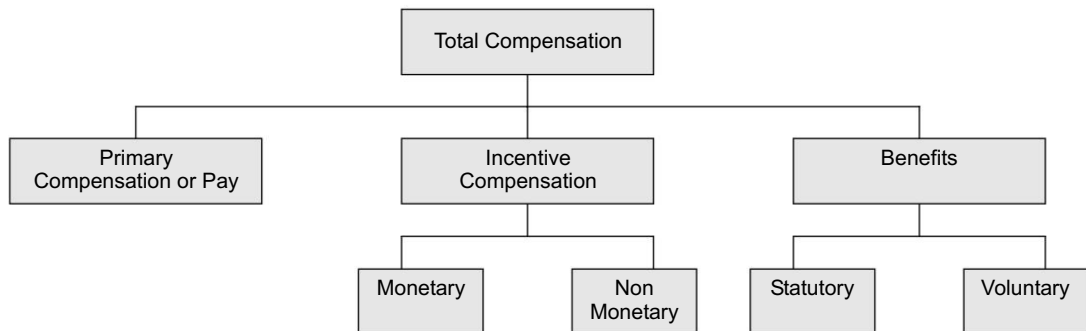 Total Compensation
Primary
Compensation or Pay
Incentive
Compensation
Benefits
Monetary
Non
Monetary
Statutory
Voluntary